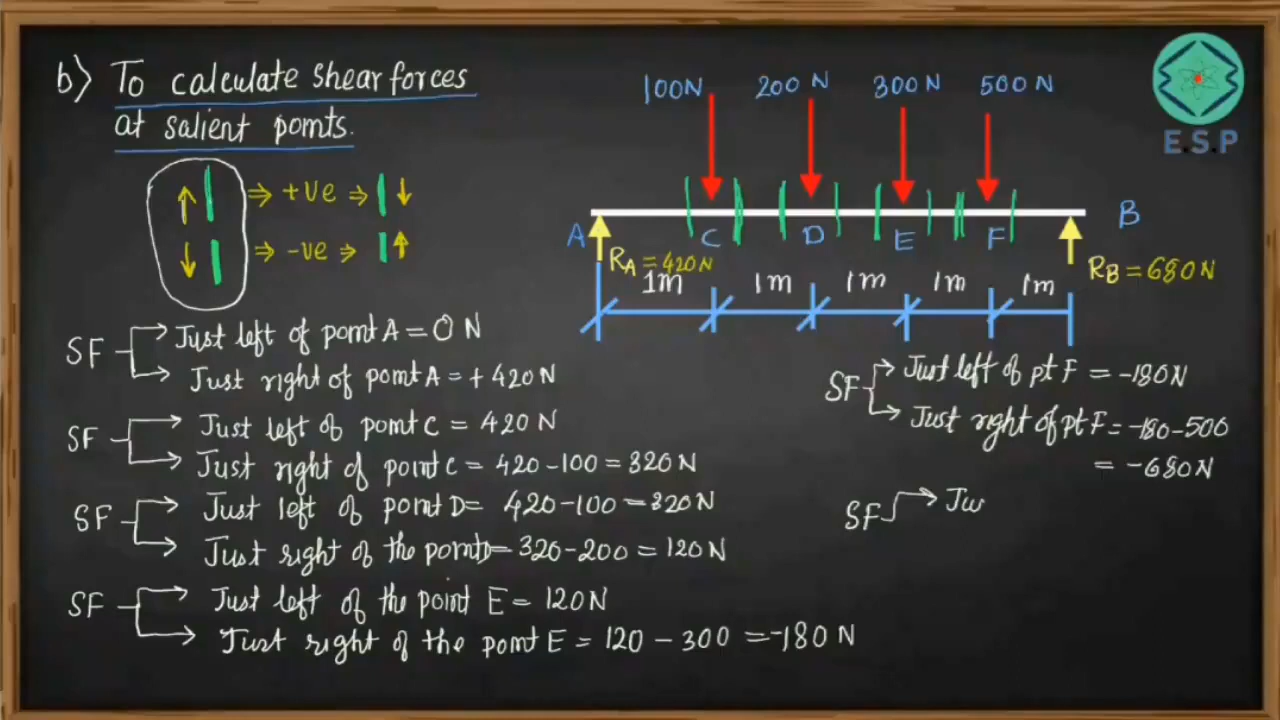 b) To calculate shear forces
at salient points.
⇒ +ve ⇒
⇒ -ve ⇒
100N 200 N 300 N 500 N
E.S.P
A C D E F B
RA = 420N
RB = 680N
1m 1m 1m 1m 1m
SF Just left of point A = 0 N
Just right of point A = + 420 N
SF Just left of point C = 420 N
Just right of point C = 420 - 100 = 320 N
SF Just left of point D = 420 - 100 = 320 N
Just right of the point D = 320 - 200 = 120 N
SF Just left of the point E = 120 N
Just right of the point E = 120 - 300 = -180 N
SF Just left of pt F = -180N
Just right of pt F = -180-500
= -680N
SF Jus